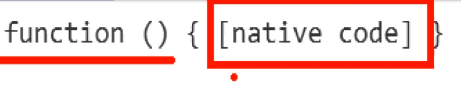 function () { [native code] }